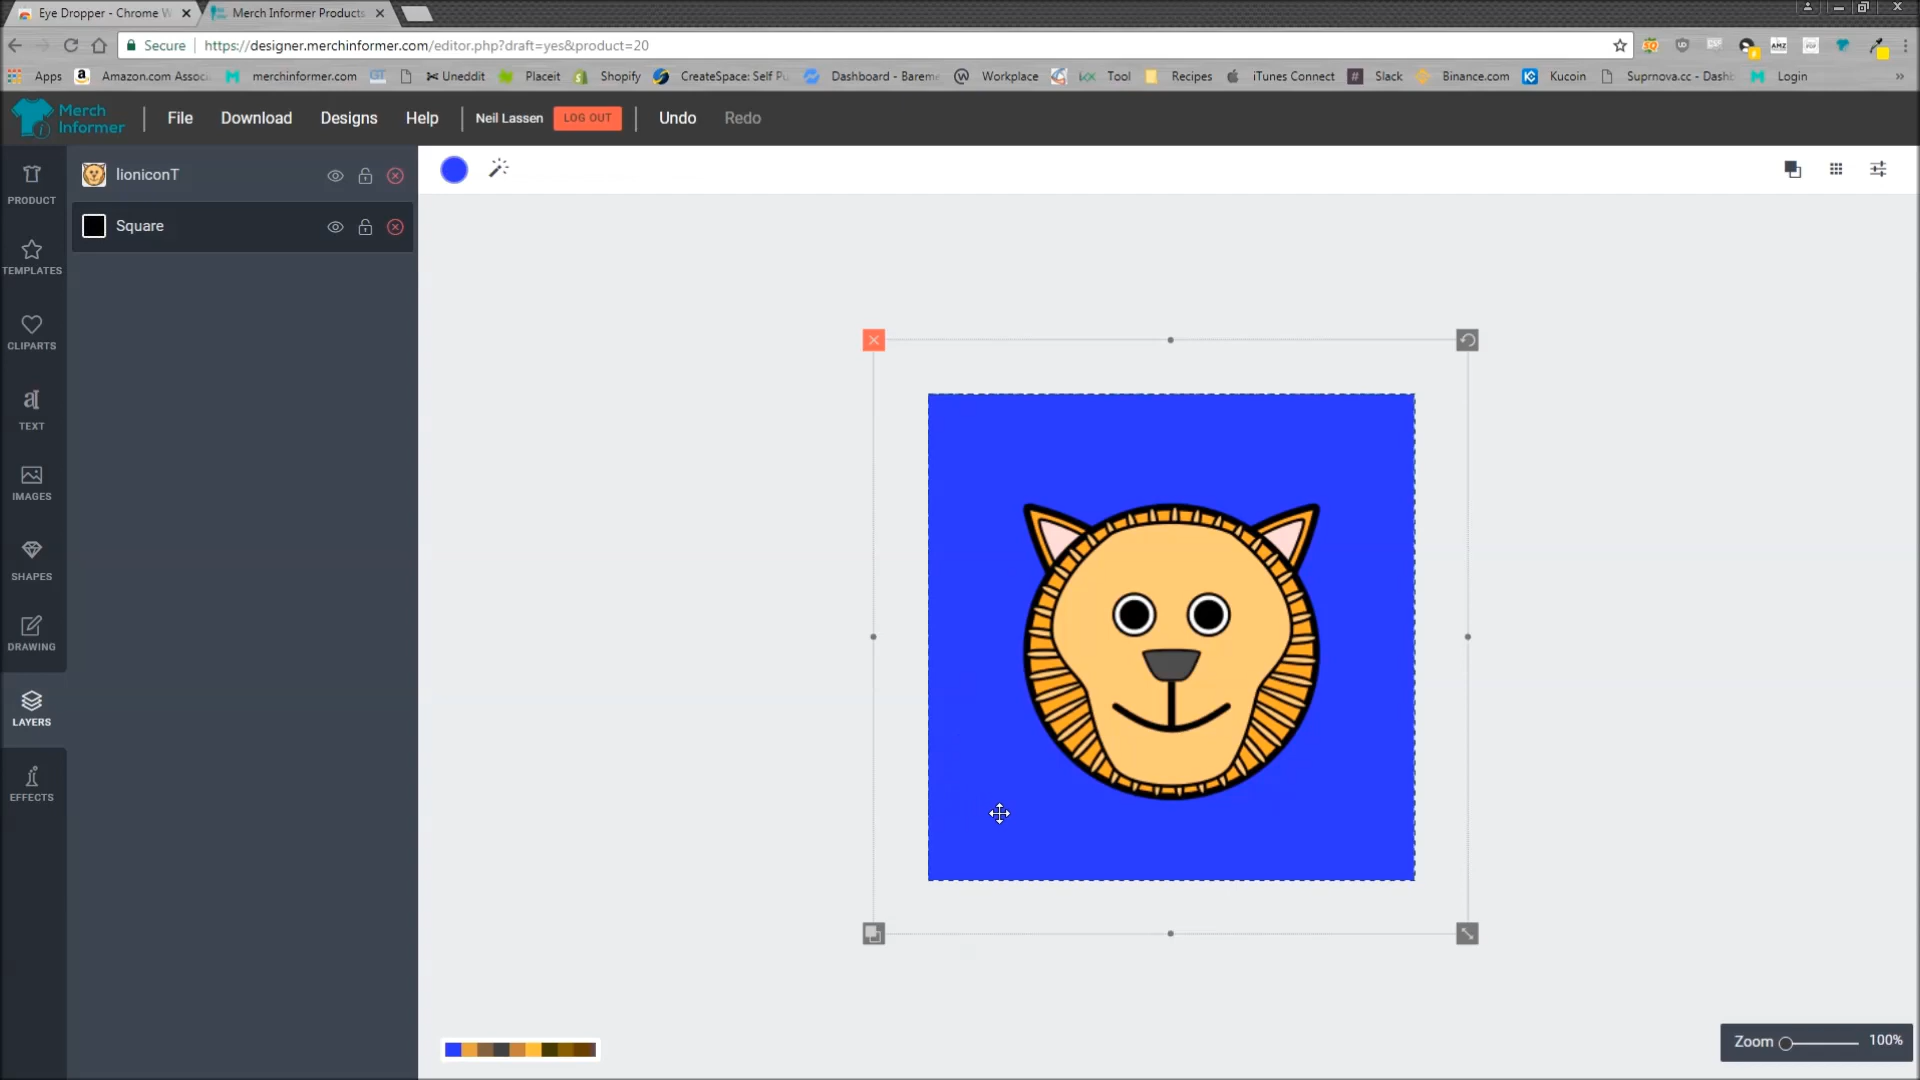 Eye Dropper - Chrome W
Merch Informer Products
Secure
https://designer.merchinformer.com/editor.php?draft=yes&product=20
Apps
Amazon.com Assoc
merchinformer.com
Uneddit
Placeit
Shopify
CreateSpace: Self Pu
Dashboard - Bareme
Workplace
Tool
Recipes
iTunes Connect
Slack
Binance.com
Kucoin
Suprnova.cc - Dash
Login
Merch
Informer
File
Download
Designs
Help
Neil Lassen
LOG OUT
Undo
Redo
PRODUCT
TEMPLATES
CLIPARTS
TEXT
IMAGES
SHAPES
DRAWING
LAYERS
EFFECTS
lioniconT
Square
Zoom
100%